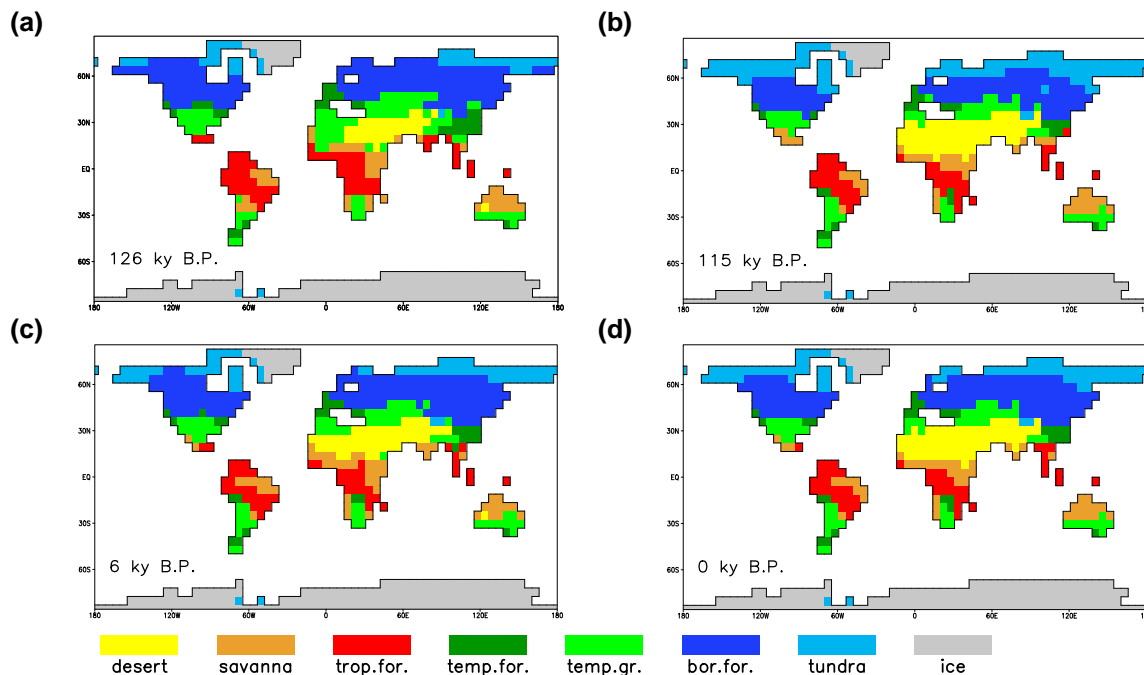 (a)
(b)
60N
30N
EQ
30S
60S
126 ky B.P.
180
120W
60W
0
60E
120E
180
60N
30N
EQ
30S
60S
115 ky B.P.
180
120W
60W
0
60E
120E
(c)
(d)
60N
30N
EQ
30S
60S
6 ky B.P.
180
120W
60W
0
60E
120E
180
60N
30N
EQ
30S
60S
0 ky B.P.
180
120W
60W
0
60E
120E
desert savanna trop.for. temp.for. temp.gr. bor.for. tundra ice